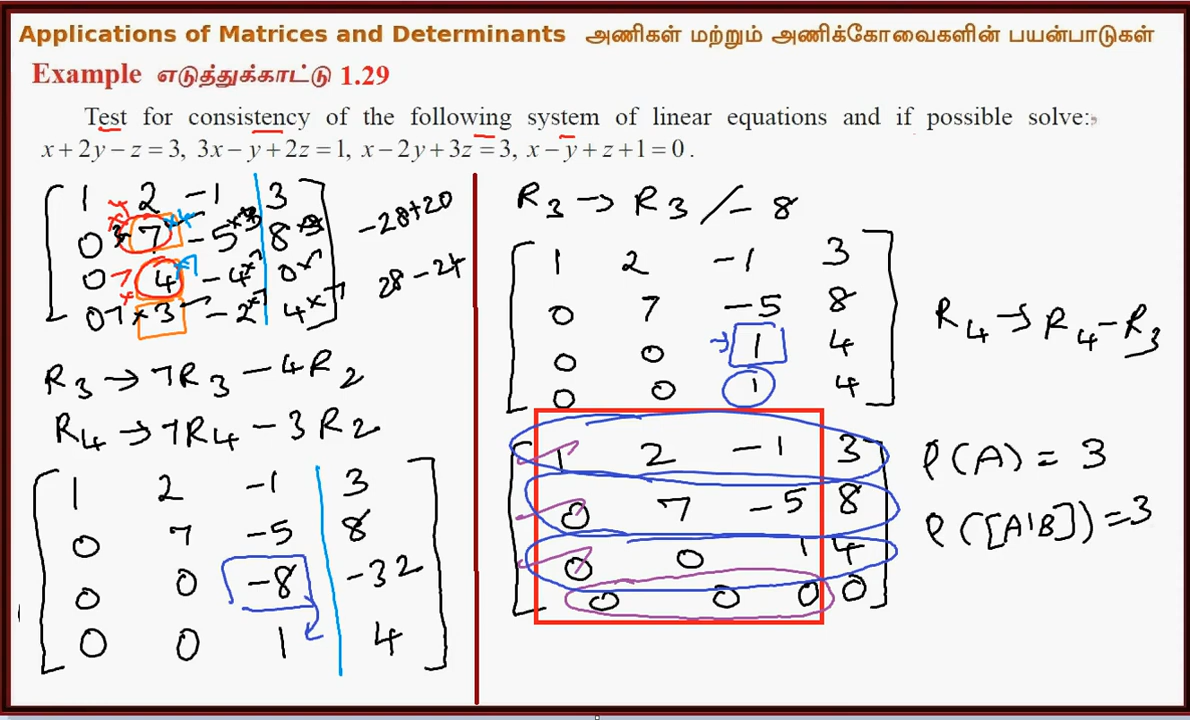 Applications of Matrices and Determinants அணிகள் மற்றும் அணிக்கோவைகளின் பயன்பாடுகள்
Example எடுத்துக்காட்டு 1.29
Test for consistency of the following system of linear equations and if possible solve:
x + 2y − z = 3, 3x − y + 2z = 1, x − 2y + 3z = 3, x − y + z + 1 = 0.
1 2 -1 3
0 7 -5 8
0 4 -4 0
0 3 -2 4
-28+20
28-24
R3 → 7R3 - 4R2
R4 → 7R4 - 3R2
1 2 -1 3
0 7 -5 8
0 0 -8 -32
0 0 1 4
R3 → R3 / -8
1 2 -1 3
0 7 -5 8
0 0 1 4
0 0 1 4
R4 → R4 - R3
1 2 -1 3
0 7 -5 8
0 0 1 4
0 0 0 0
ρ(A) = 3
ρ([A|B]) = 3